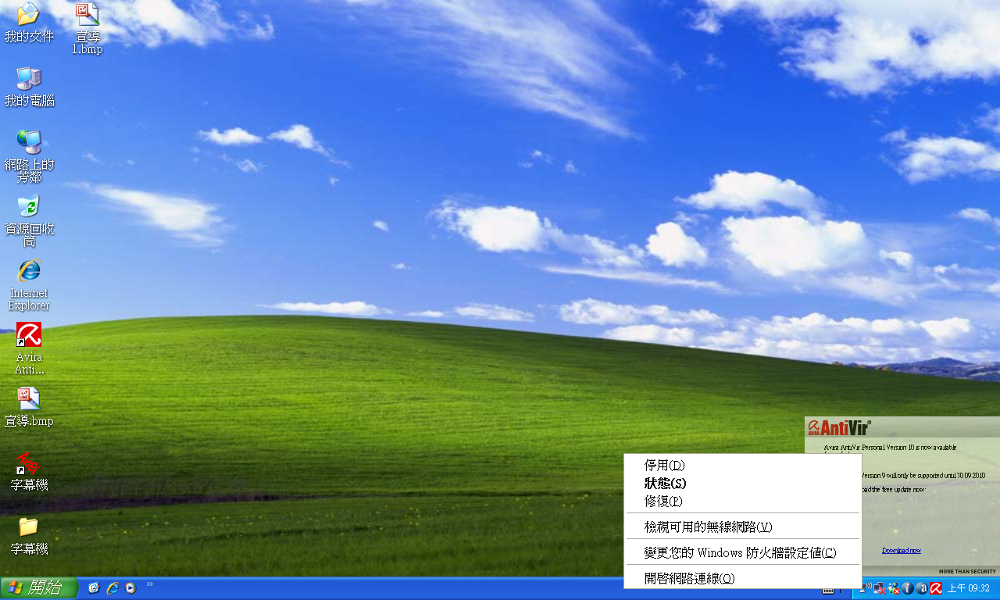 我的文件
宣導
1.bmp
我的電腦
網路上的
芳鄰
資源回收
筒
Internet
Explorer
Avira
Anti...
宣導.bmp
字幕機
字幕機
AVIRA AntiVir®
Avira AntiVir Personal Version 10 is now available
Version 9 will only be supported until 30.09.2010
the free update now:
Download now
MORE THAN SECURITY
停用(D)
狀態(S)
修復(P)
檢視可用的無線網路(V)
變更您的 Windows 防火牆設定值(C)
開啟網路連線(O)
開始
上午 09:32